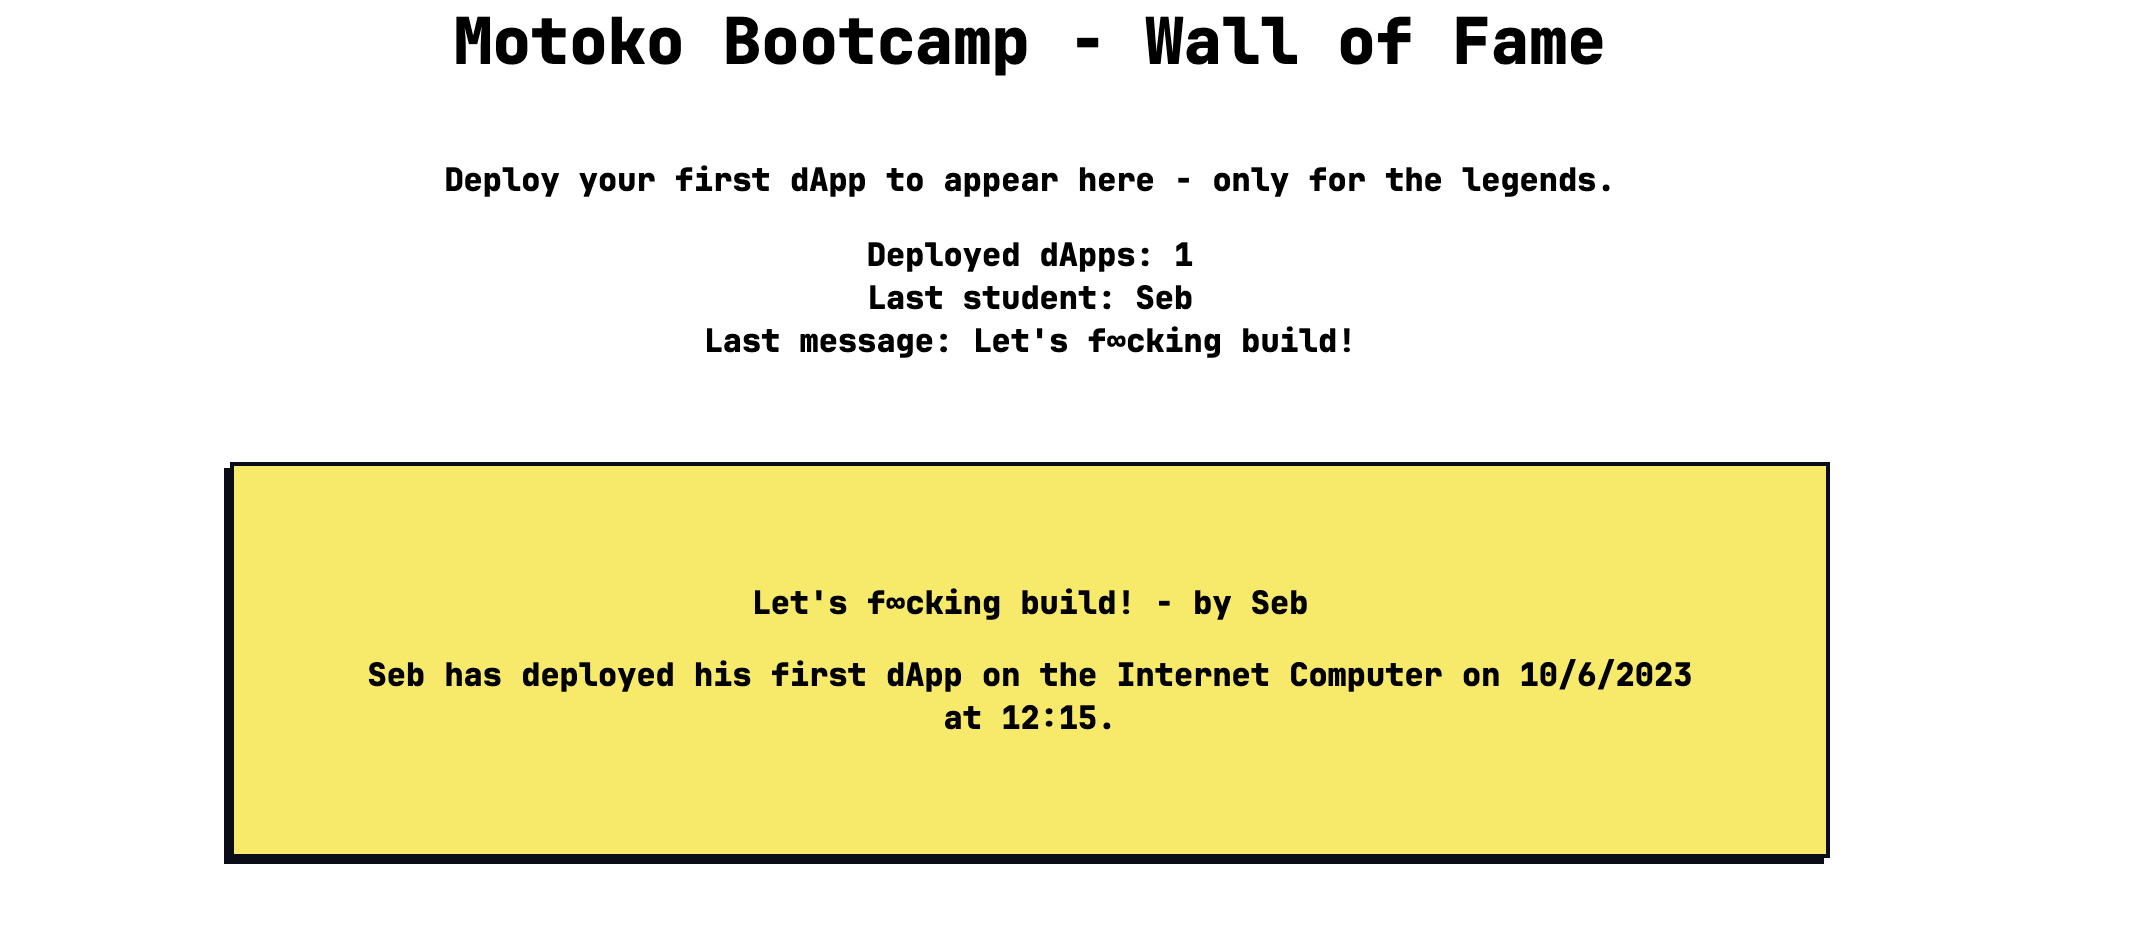 Motoko Bootcamp - Wall of Fame
Deploy your first dApp to appear here - only for the legends.
Deployed dApps: 1
Last student: Seb
Last message: Let's f∞cking build!
Let's f∞cking build! - by Seb
Seb has deployed his first dApp on the Internet Computer on 10/6/2023
at 12:15.